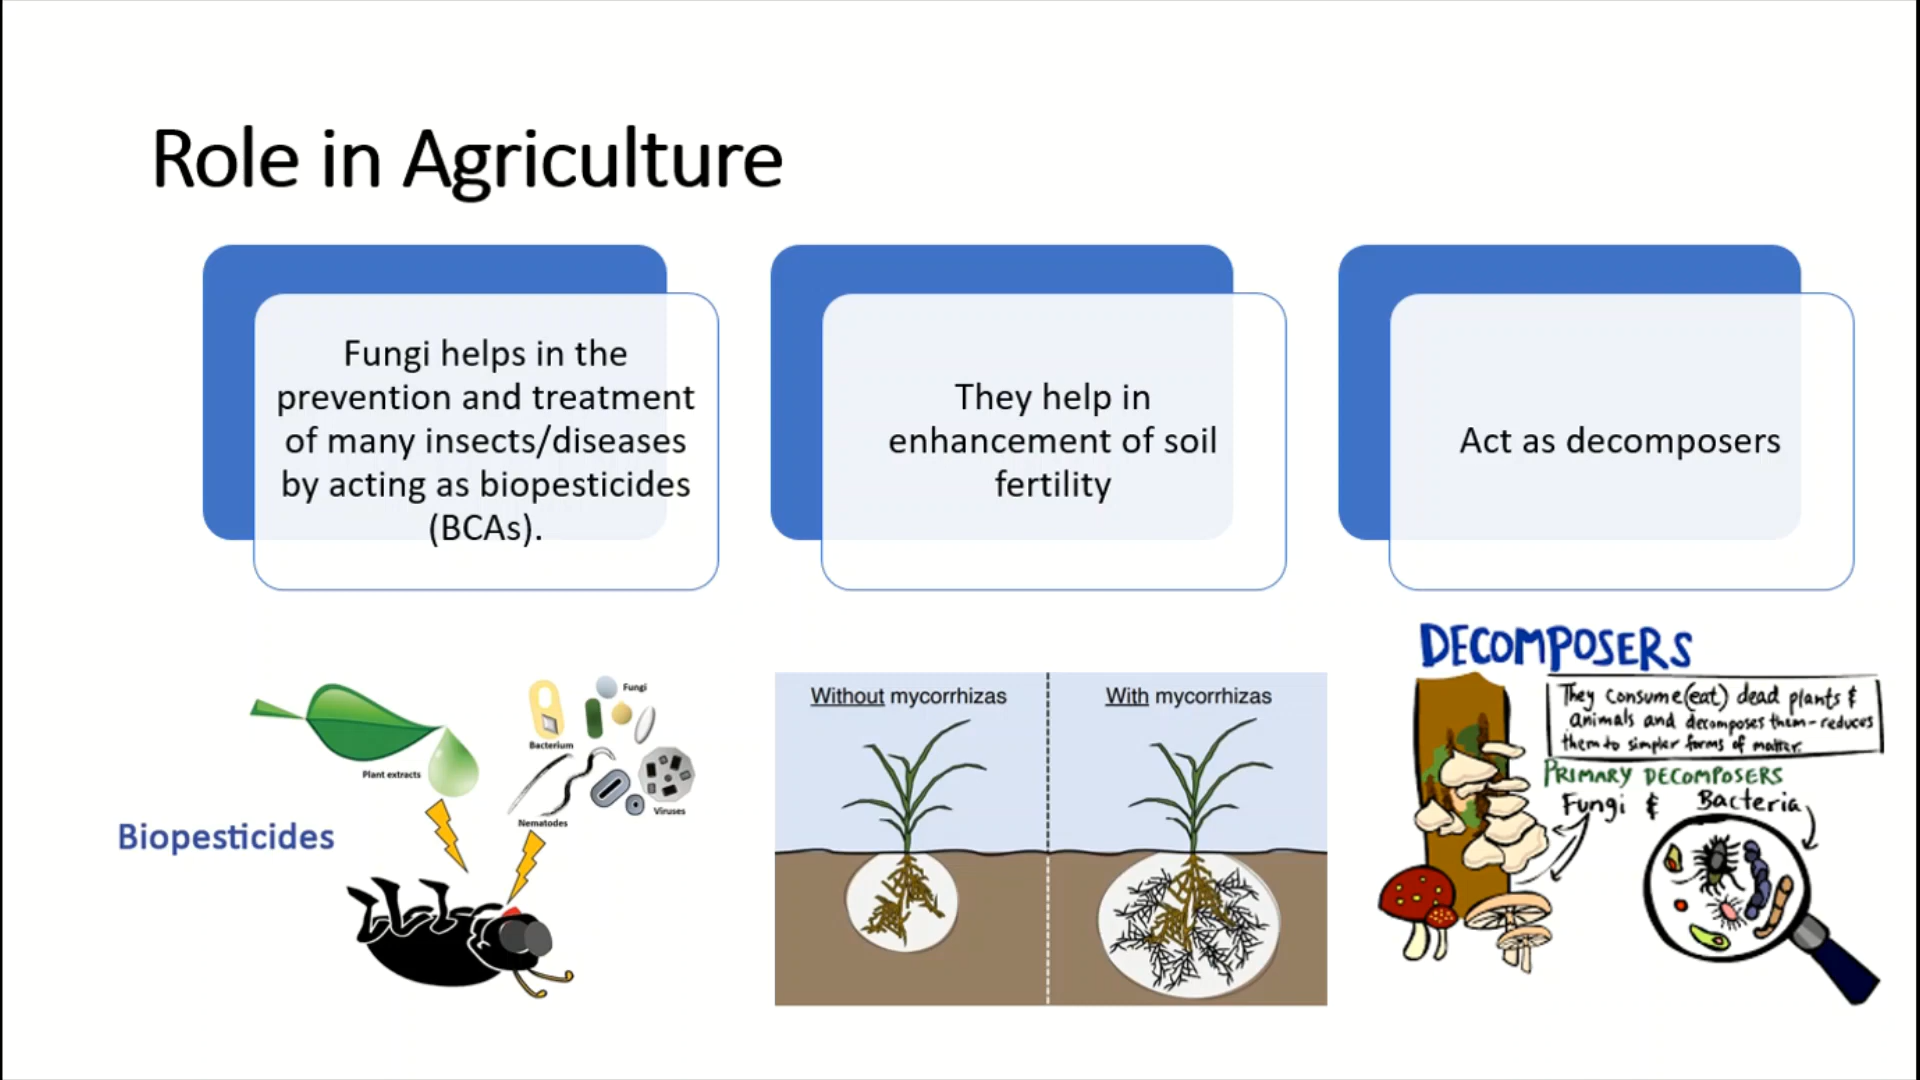 Role in Agriculture
Fungi helps in the
prevention and treatment
of many insects/diseases
by acting as biopesticides
(BCAs).
They help in
enhancement of soil
fertility
Act as decomposers
Biopesticides
Plant extracts
Fungi
Bacterium
Nematodes
Viruses
Without mycorrhizas
With mycorrhizas
DECOMPOSERS
They consume (eat) dead plants &
animals and decomposes them - reduces
them to simpler forms of matter.
PRIMARY DECOMPOSERS
Fungi & Bacteria